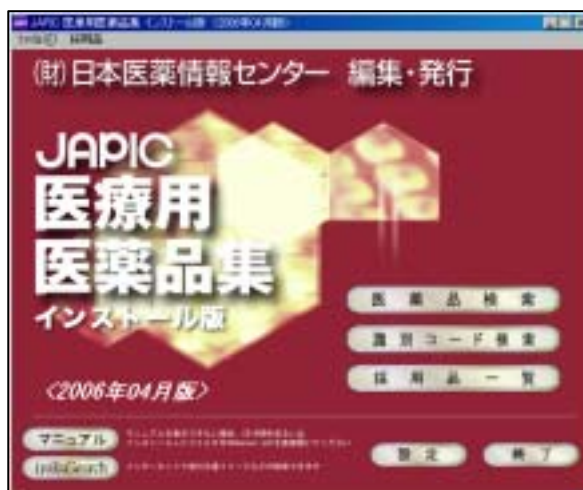 JAPIC 医療用医薬品集 インストール版 (2006年04月版)
(財)日本医薬情報センター 編集・発行
JAPIC
医療用
医薬品集
インストール版
医薬品検索
識別コード検索
採用品一覧
<2006年04月版>
マニュアル
設定
終了